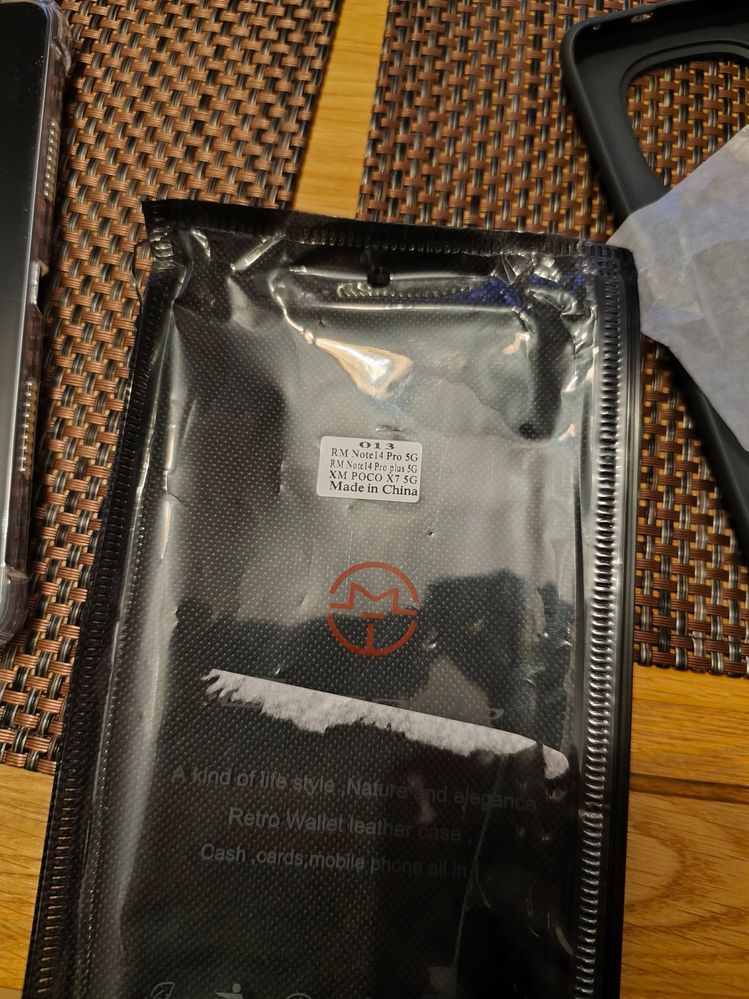 013
RM Note14 Pro 5G
RM Note14 Pro plus 5G
XM POCO X7 5G
Made in China
A kind of life style ,Nature and elegance
Retro Wallet leather case ,
Cash ,cards;mobile phone all.in